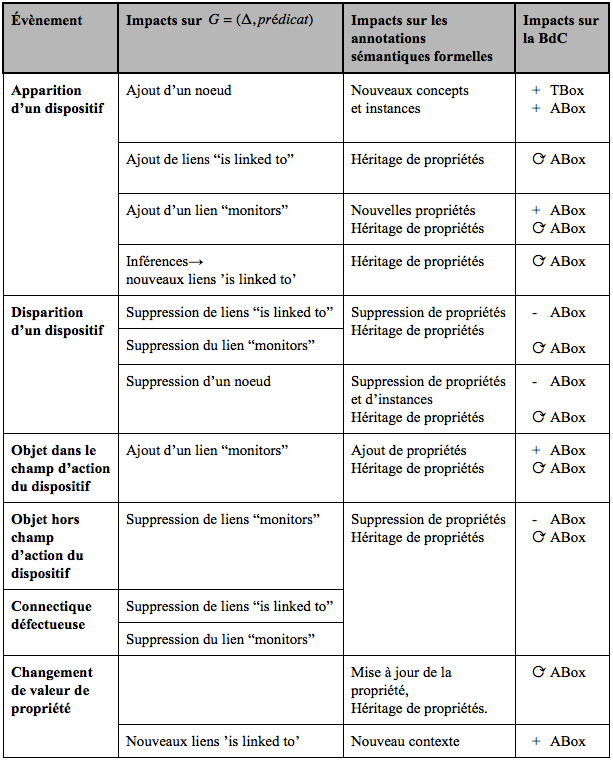 Évènement
Impacts sur G = (Δ, prédicat)
Impacts sur les
annotations
sémantiques formelles
Impacts sur
la BdC
Apparition
d’un dispositif
Ajout d’un noeud
Nouveaux concepts
et instances
+ TBox
+ ABox
Ajout de liens “is linked to”
Héritage de propriétés
⟳ ABox
Ajout d’un lien “monitors”
Nouvelles propriétés
Héritage de propriétés
+ ABox
⟳ ABox
Inférences→
nouveaux liens ’is linked to’
Héritage de propriétés
⟳ ABox
Disparition
d’un dispositif
Suppression de liens “is linked to”
Suppression du lien “monitors”
Suppression de propriétés
Héritage de propriétés
- ABox
⟳ ABox
Suppression d’un noeud
Suppression de propriétés
et d’instances
Héritage de propriétés
- ABox
⟳ ABox
Objet dans le
champ d’action
du dispositif
Ajout d’un lien “monitors”
Ajout de propriétés
Héritage de propriétés
+ ABox
⟳ ABox
Objet hors
champ
d’action du
dispositif
Suppression de liens “monitors”
Suppression de propriétés
Héritage de propriétés
- ABox
⟳ ABox
Connectique
défectueuse
Suppression de liens “is linked to”
Suppression du lien “monitors”
Changement
de valeur de
propriété
Mise à jour de la
propriété,
Héritage de propriétés.
⟳ ABox
Nouveaux liens ’is linked to’
Nouveau contexte
+ ABox